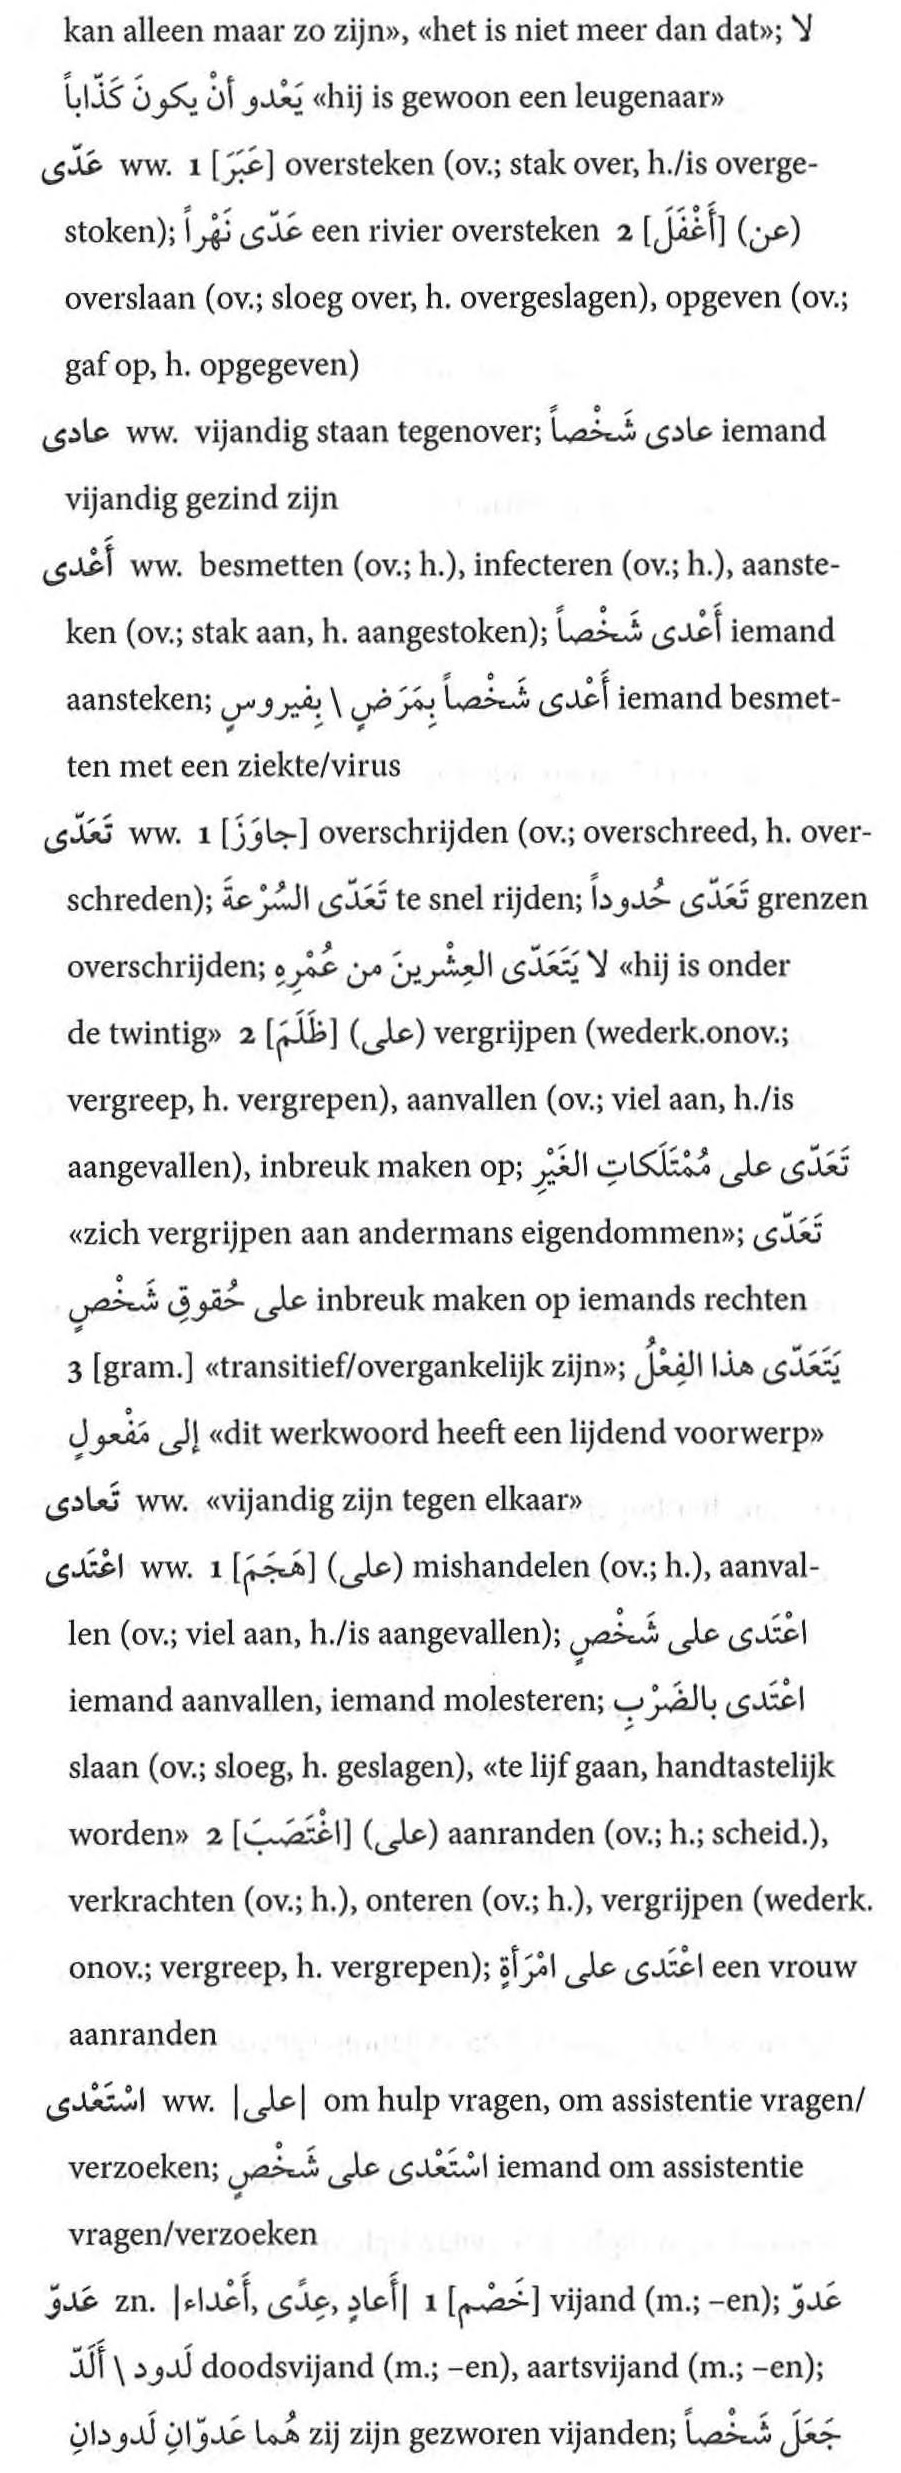 kan alleen maar zo zijn», «het is niet meer dan dat»; لا
يَعْدو أنْ يكونَ كَذّاباً «hij is gewoon een leugenaar»
عَدّى ww. 1 [عَبَرَ] oversteken (ov.; stak over, h./is overge-
stoken); عَدّى نَهْراً een rivier oversteken 2 [أَغْفَلَ] (عن)
overslaan (ov.; sloeg over, h. overgeslagen), opgeven (ov.;
gaf op, h. opgegeven)
عادى ww. vijandig staan tegenover; عادى شَخْصاً iemand
vijandig gezind zijn
أَعْدى ww. besmetten (ov.; h.), infecteren (ov.; h.), aanste-
ken (ov.; stak aan, h. aangestoken); أَعْدى شَخْصاً iemand
aansteken; أَعْدى شَخْصاً بِمَرَضٍ \ بِفيروسٍ iemand besmet-
ten met een ziekte/virus
تَعَدّى ww. 1 [جاوَزَ] overschrijden (ov.; overschreed, h. over-
schreden); تَعَدّى السُّرْعةَ te snel rijden; تَعَدّى حُدوداً grenzen
overschrijden; لا يَتَعَدّى العِشْرينَ من عُمْرِهِ «hij is onder
de twintig» 2 [ظَلَمَ] (على) vergrijpen (wederk.onov.;
vergreep, h. vergrepen), aanvallen (ov.; viel aan, h./is
aangevallen), inbreuk maken op; تَعَدّى على مُمْتَلَكاتِ الغَيْرِ
«zich vergrijpen aan andermans eigendommen»; تَعَدّى
على حُقوقِ شَخْصٍ inbreuk maken op iemands rechten
3 [gram.] «transitief/overgankelijk zijn»; يَتَعَدّى هذا الفِعْلُ
إلى مَفْعولٍ «dit werkwoord heeft een lijdend voorwerp»
تَعادى ww. «vijandig zijn tegen elkaar»
اعْتَدى ww. 1 [هَجَمَ] (على) mishandelen (ov.; h.), aanval-
len (ov.; viel aan, h./is aangevallen); اعْتَدى على شَخْصٍ
iemand aanvallen, iemand molesteren; اعْتَدى بالضَرْبِ
slaan (ov.; sloeg, h. geslagen), «te lijf gaan, handtastelijk
worden» 2 [اغْتَصَبَ] (على) aanranden (ov.; h.; scheid.),
verkrachten (ov.; h.), onteren (ov.; h.), vergrijpen (wederk.
onov.; vergreep, h. vergrepen); اعْتَدى على امْرَأةٍ een vrouw
aanranden
اسْتَعْدى ww. |على| om hulp vragen, om assistentie vragen/
verzoeken; اسْتَعْدى على شَخْصٍ iemand om assistentie
vragen/verzoeken
عَدوّ zn. |أَعْداء, عِدًى, أَعادٍ| 1 [خَصْم] vijand (m.; –en); عَدوّ
لَدود \ أَلَدّ doodsvijand (m.; –en), aartsvijand (m.; –en);
هُما عَدوّانِ لَدودانِ zij zijn gezworen vijanden; جَعَلَ شَخْصاً